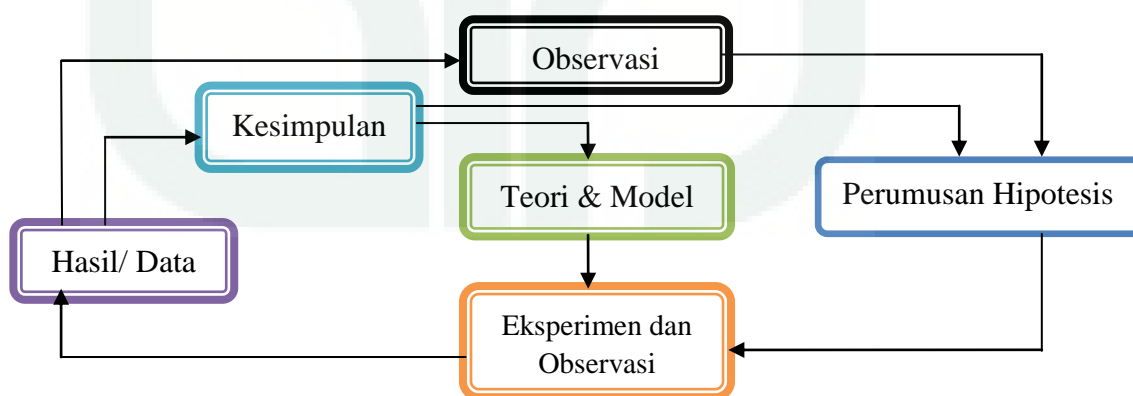 Observasi
Kesimpulan
Teori & Model
Perumusan Hipotesis
Hasil/ Data
Eksperimen dan
Observasi